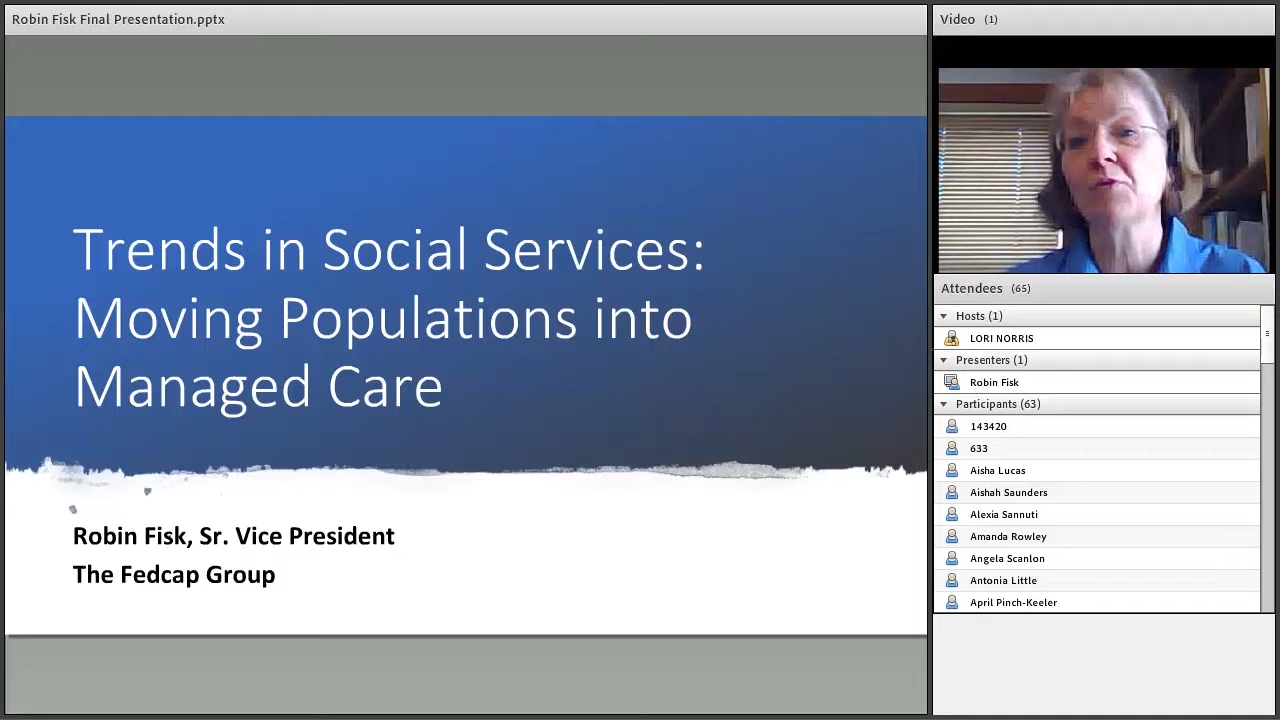 Robin Fisk Final Presentation.pptx
Trends in Social Services:
Moving Populations into
Managed Care
Robin Fisk, Sr. Vice President
The Fedcap Group
Video (1)
Attendees (65)
Hosts (1)
LORI NORRIS
Presenters (1)
Robin Fisk
Participants (63)
143420
633
Aisha Lucas
Aishah Saunders
Alexia Sannuti
Amanda Rowley
Angela Scanlon
Antonia Little
April Pinch-Keeler